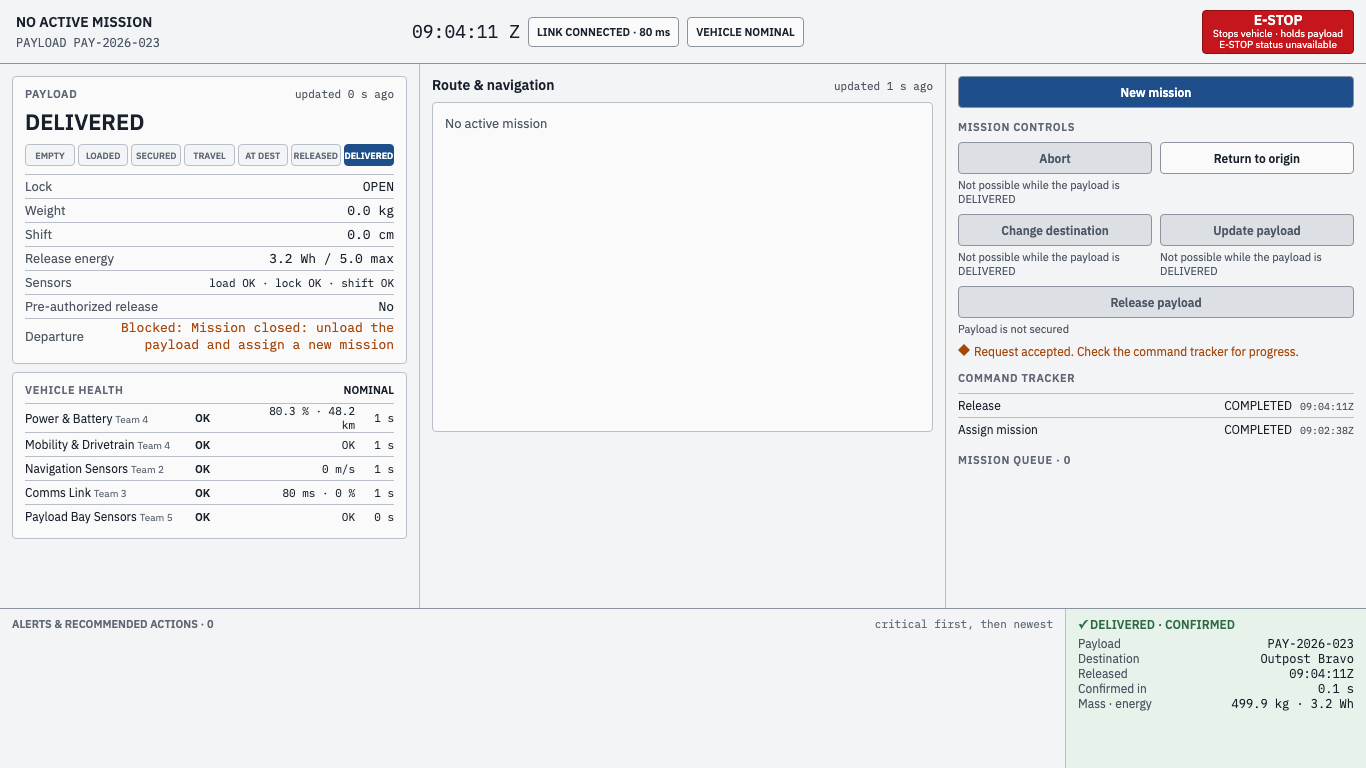 NO ACTIVE MISSION
PAYLOAD PAY-2026-023
09:04:11 Z
LINK CONNECTED · 80 ms
VEHICLE NOMINAL
E-STOP
Stops vehicle · holds payload
E-STOP status unavailable
PAYLOAD
updated 0 s ago
DELIVERED
EMPTY
LOADED
SECURED
TRAVEL
AT DEST
RELEASED
DELIVERED
Lock OPEN
Weight 0.0 kg
Shift 0.0 cm
Release energy 3.2 Wh / 5.0 max
Sensors load OK · lock OK · shift OK
Pre-authorized release No
Departure Blocked: Mission closed: unload the
payload and assign a new mission
VEHICLE HEALTH NOMINAL
Power & Battery Team 4 OK 80.3 % · 48.2
km 1 s
Mobility & Drivetrain Team 4 OK OK 1 s
Navigation Sensors Team 2 OK 0 m/s 1 s
Comms Link Team 3 OK 80 ms · 0 % 1 s
Payload Bay Sensors Team 5 OK OK 0 s
Route & navigation
updated 1 s ago
No active mission
New mission
MISSION CONTROLS
Abort
Return to origin
Not possible while the payload is
DELIVERED
Change destination
Update payload
Not possible while the payload is
DELIVERED
Not possible while the payload is
DELIVERED
Release payload
Payload is not secured
◆ Request accepted. Check the command tracker for progress.
COMMAND TRACKER
Release COMPLETED 09:04:11Z
Assign mission COMPLETED 09:02:38Z
MISSION QUEUE · 0
ALERTS & RECOMMENDED ACTIONS · 0
critical first, then newest
✓ DELIVERED · CONFIRMED
Payload PAY-2026-023
Destination Outpost Bravo
Released 09:04:11Z
Confirmed in 0.1 s
Mass · energy 499.9 kg · 3.2 Wh